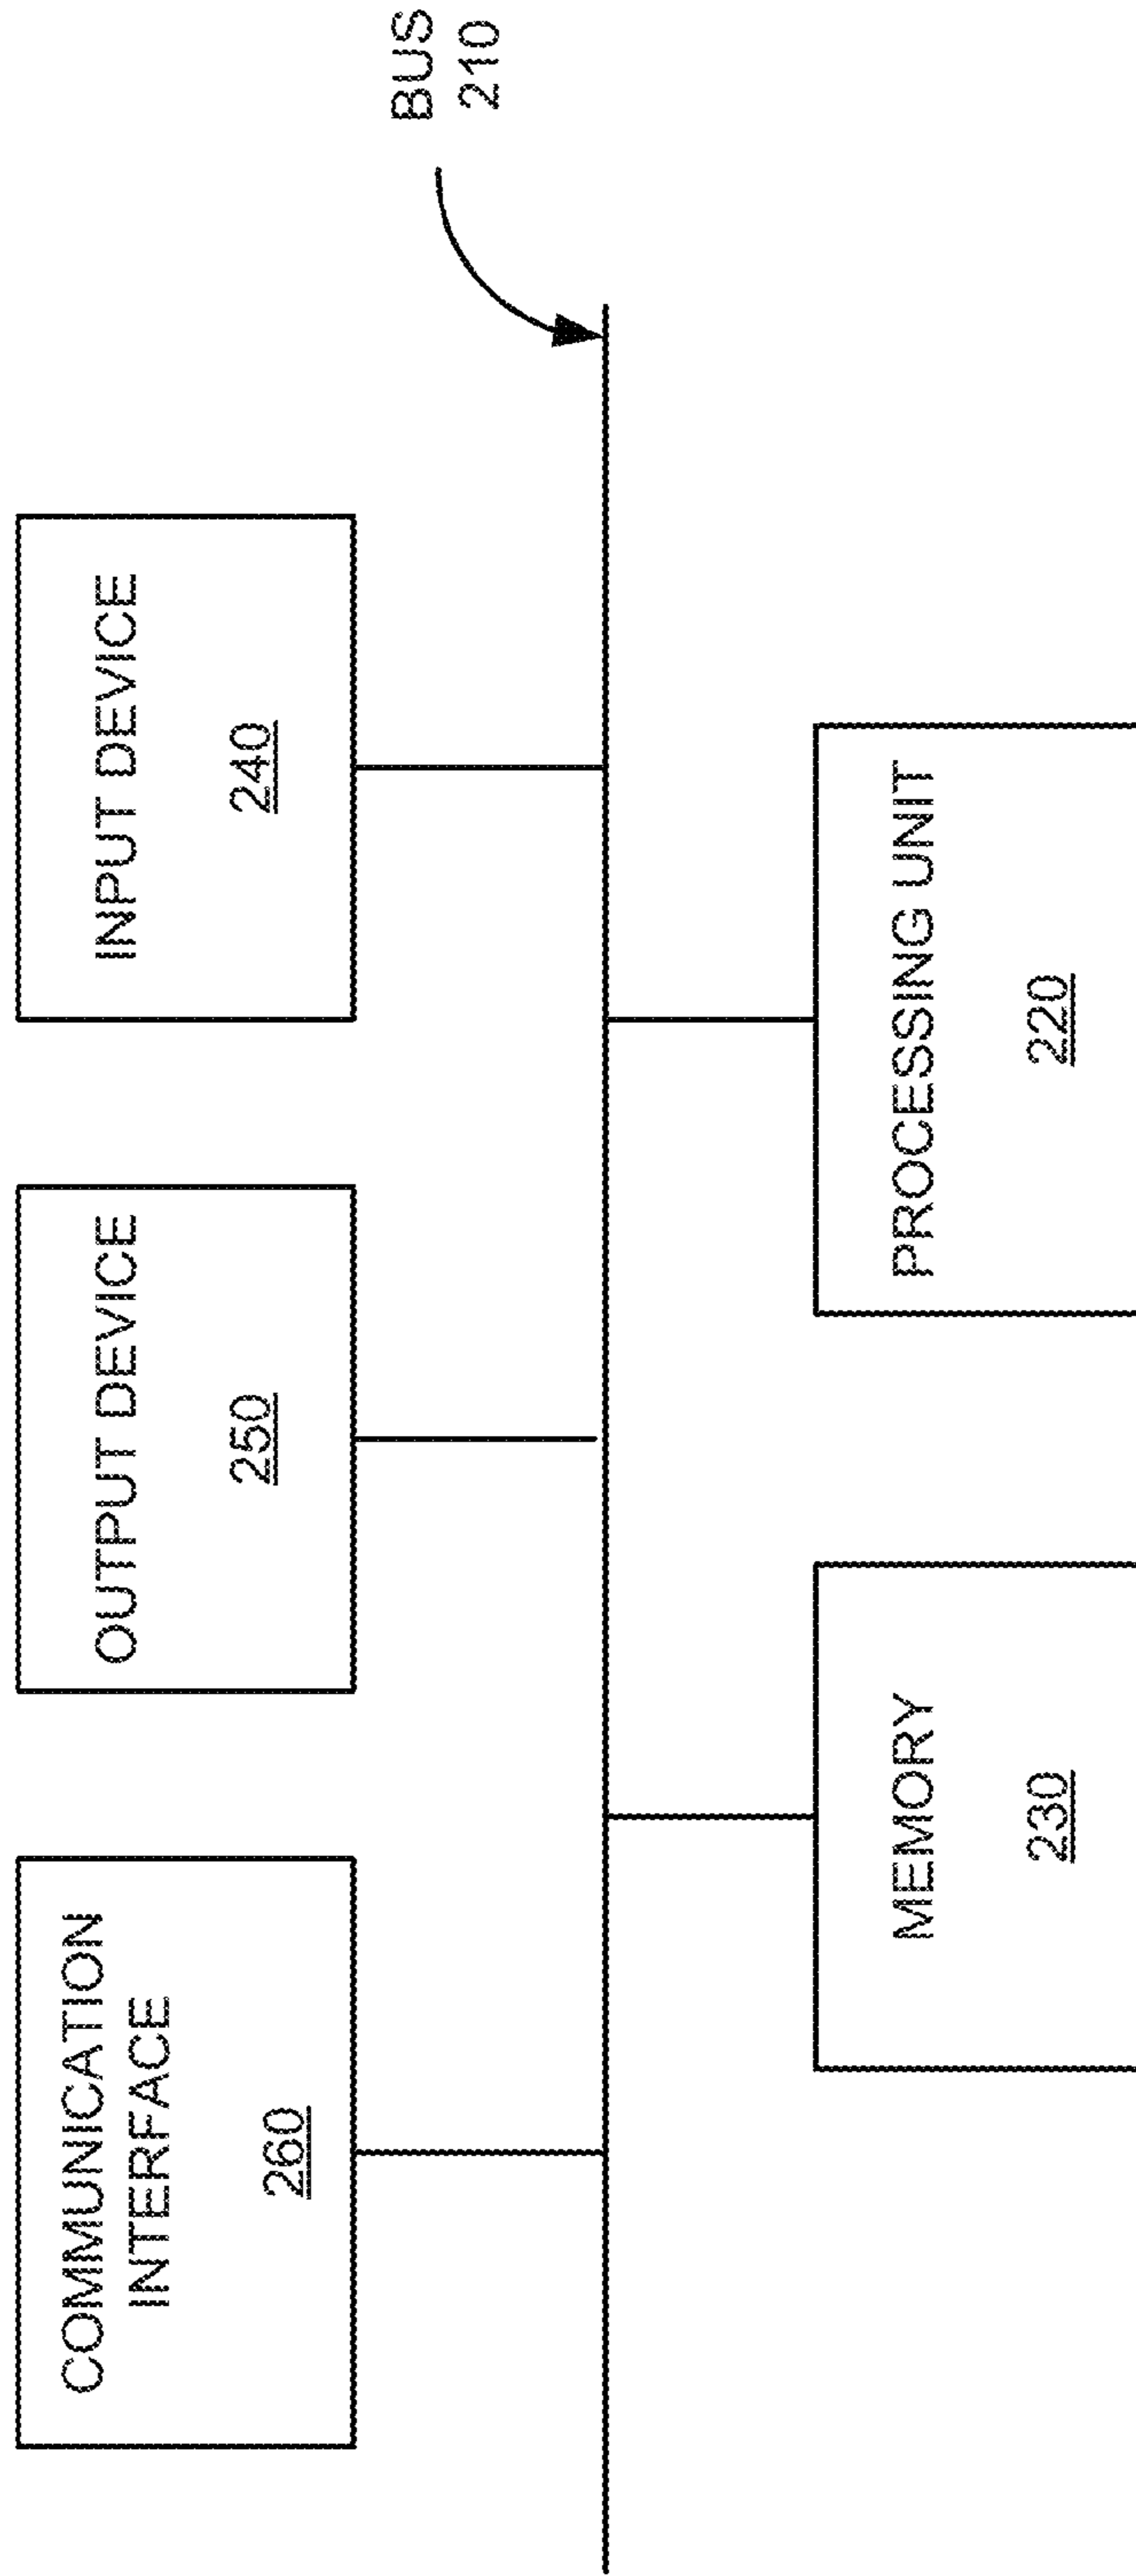 COMMUNICATION
INTERFACE
260
OUTPUT DEVICE
250
INPUT DEVICE
240
BUS
210
MEMORY
230
PROCESSING UNIT
220